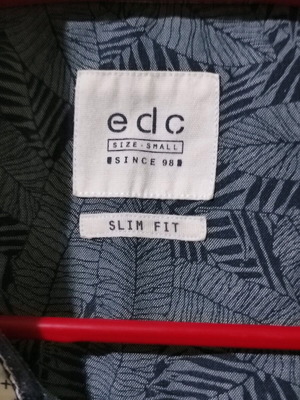 edc
SIZE-SMALL
SINCE 98
SLIM FIT